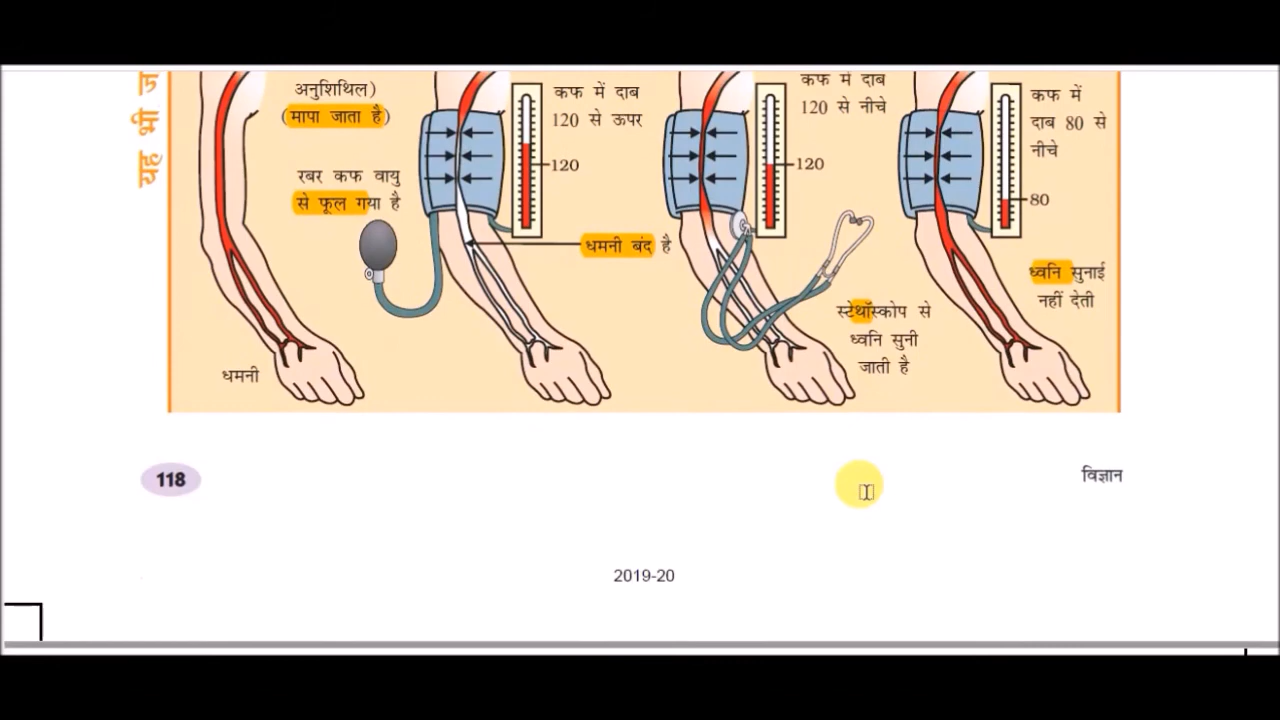 यह भी ज
अनुशिथिल)
(मापा जाता है)
रबर कफ वायु
से फूल गया है
धमनी
कफ में दाब
120 से ऊपर
120
धमनी बंद है
कफ में दाब
120 से नीचे
120
स्टेथॉस्कोप से
ध्वनि सुनी
जाती है
कफ में
दाब 80 से
नीचे
80
ध्वनि सुनाई
नहीं देती
118
विज्ञान
2019-20